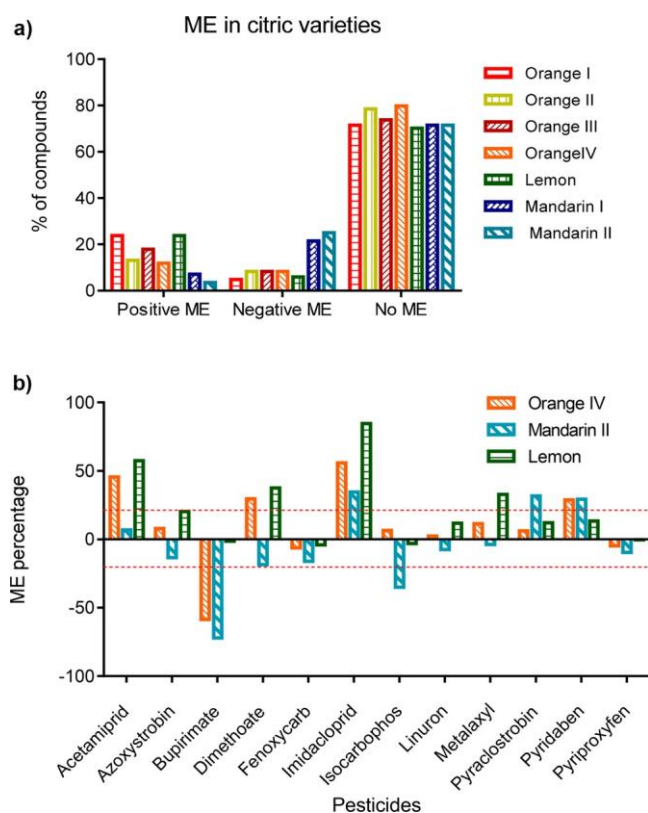 a)
ME in citric varieties
% of compounds
100
80
60
40
20
0
Positive ME
Negative ME
No ME
Orange I
Orange II
Orange III
OrangeIV
Lemon
Mandarin I
Mandarin II
b)
ME percentage
100
50
0
-50
-100
Orange IV
Mandarin II
Lemon
Acetamiprid
Azoxystrobin
Bupirimate
Dimethoate
Fenoxycarb
Imidacloprid
Isocarbophos
Linuron
Metalaxyl
Pyraclostrobin
Pyridaben
Pyriproxyfen
Pesticides